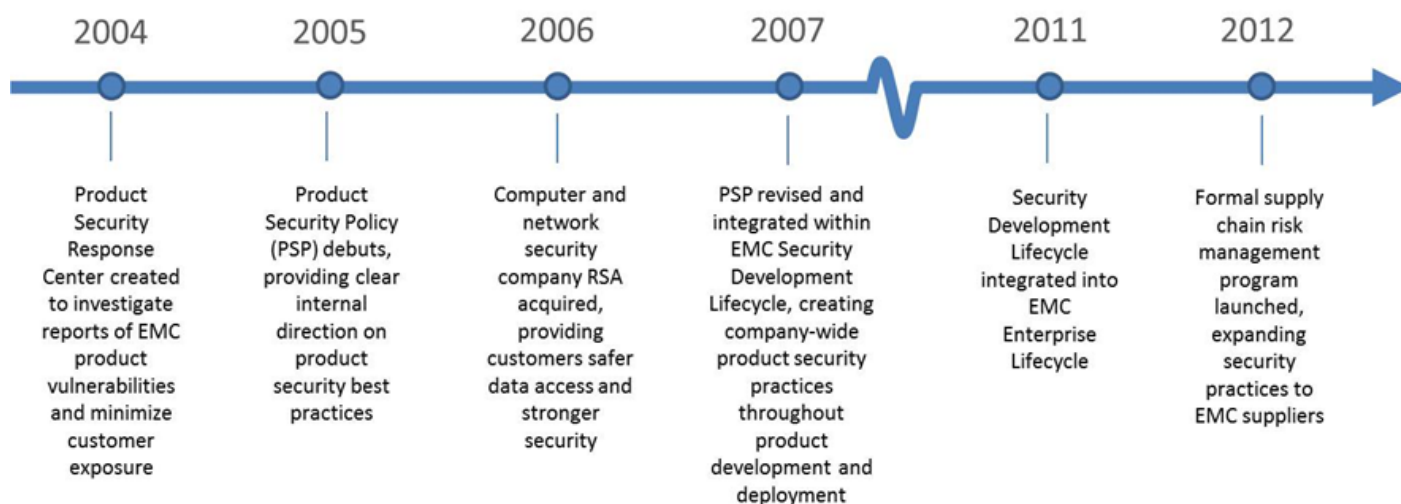 2004
2005
2006
2007
2011
2012
Product
Security
Response
Center created
to investigate
reports of EMC
product
vulnerabilities
and minimize
customer
exposure
Product
Security Policy
(PSP) debuts,
providing clear
internal
direction on
product
security best
practices
Computer and
network
security
company RSA
acquired,
providing
customers safer
data access and
stronger
security
PSP revised and
integrated within
EMC Security
Development
Lifecycle, creating
company-wide
product security
practices
throughout
product
development and
deployment
Security
Development
Lifecycle
integrated into
EMC
Enterprise
Lifecycle
Formal supply
chain risk
management
program
launched,
expanding
security
practices to
EMC suppliers